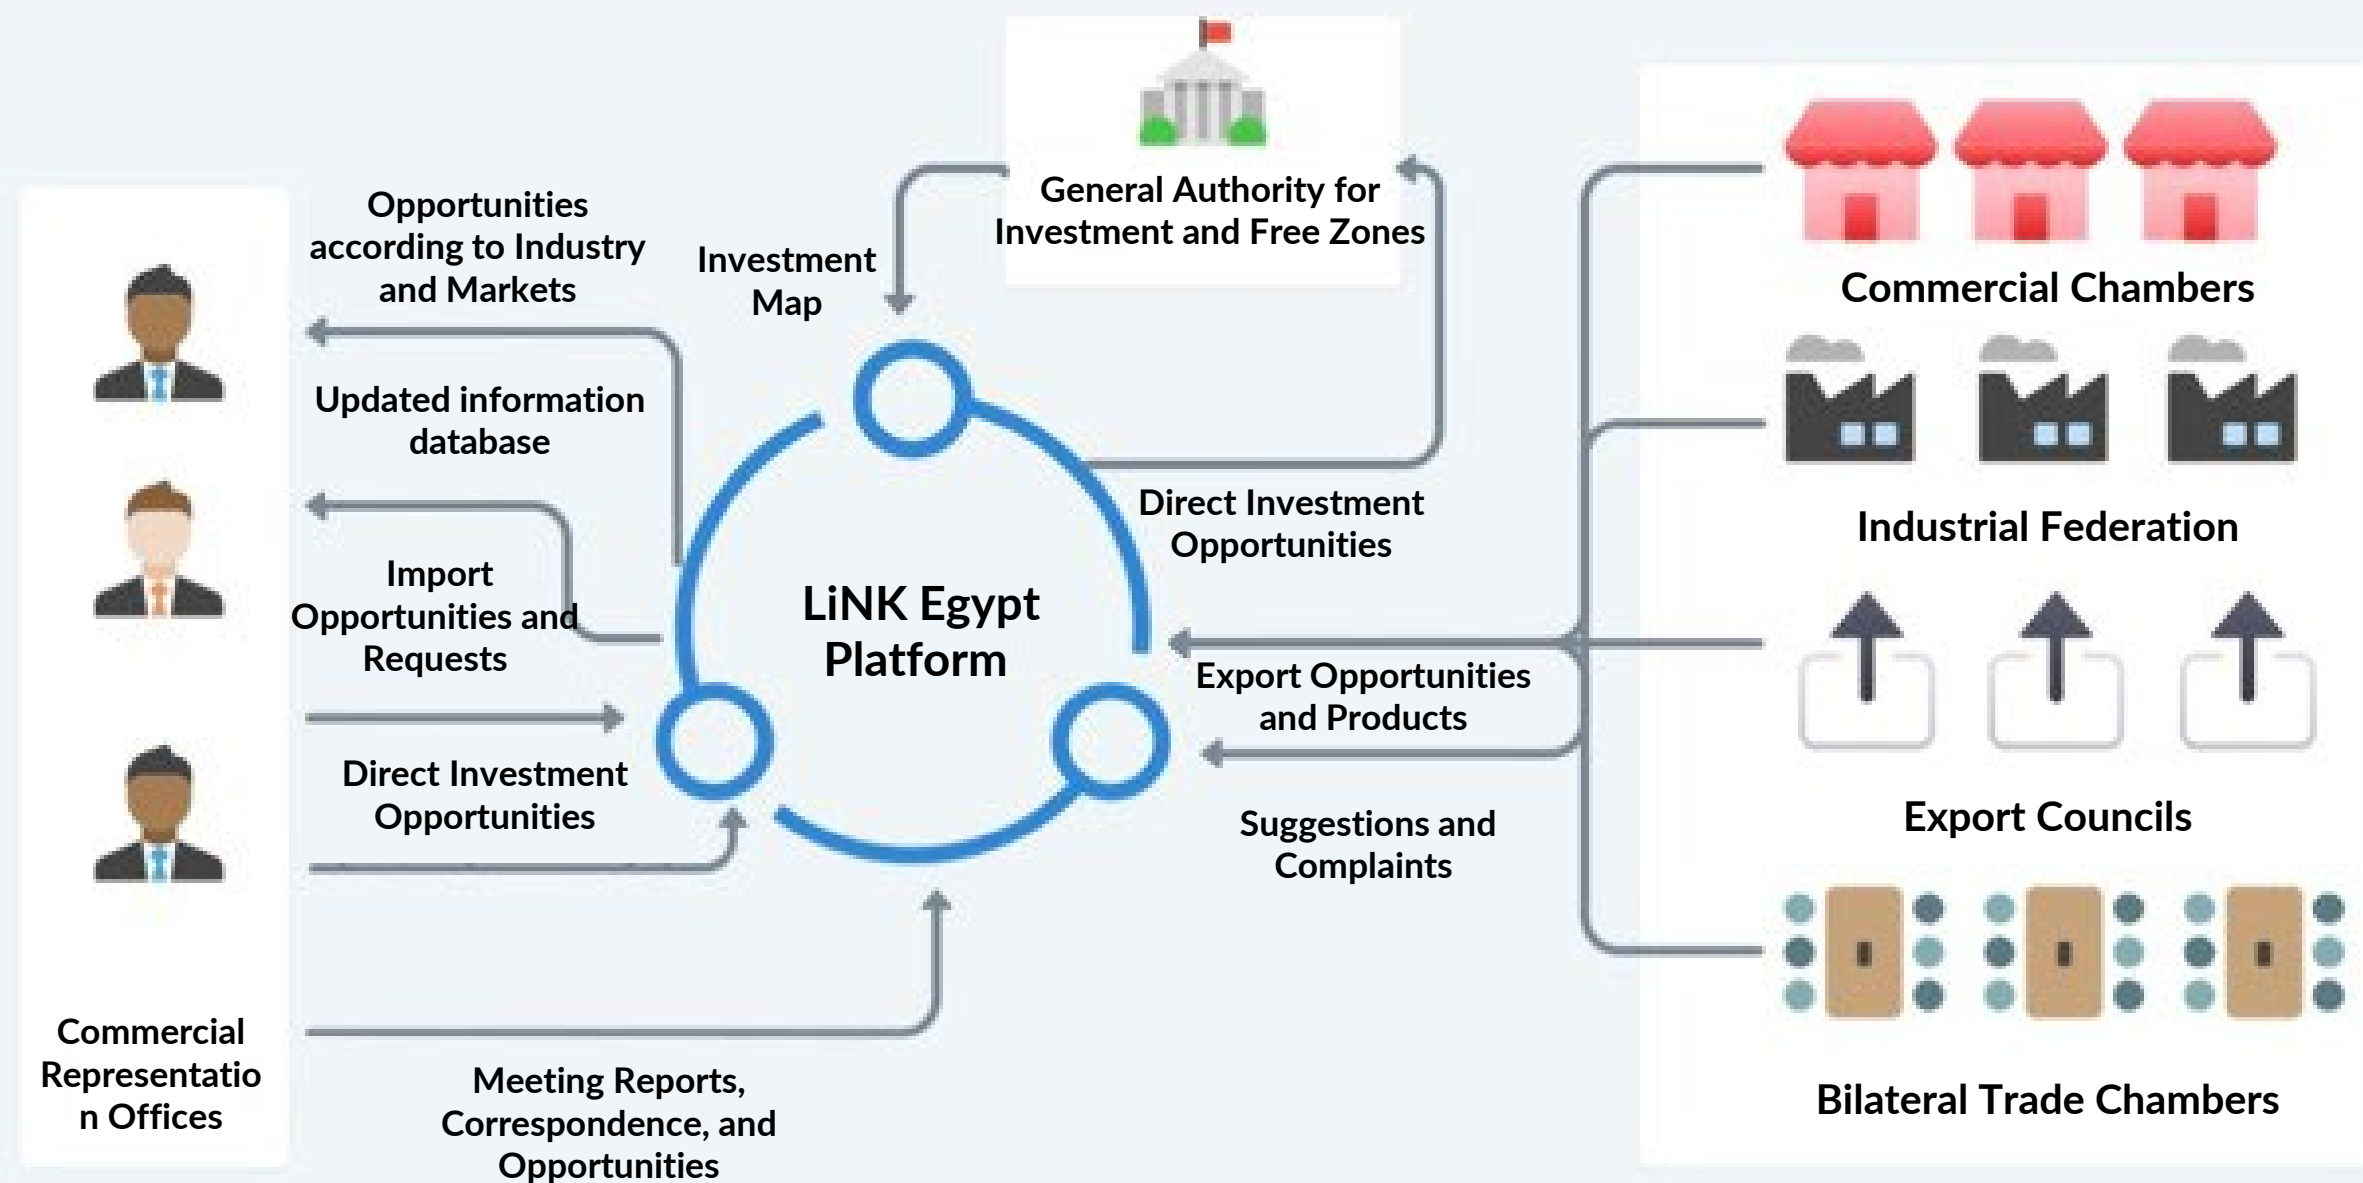 General Authority for
Investment and Free Zones
Opportunities
according to Industry
and Markets
Investment
Map
Updated information
database
Import
Opportunities and
Requests
Direct Investment
Opportunities
Commercial
Representatio
n Offices
Meeting Reports,
Correspondence, and
Opportunities
LiNK Egypt
Platform
Direct Investment
Opportunities
Export Opportunities
and Products
Suggestions and
Complaints
Commercial Chambers
Industrial Federation
Export Councils
Bilateral Trade Chambers